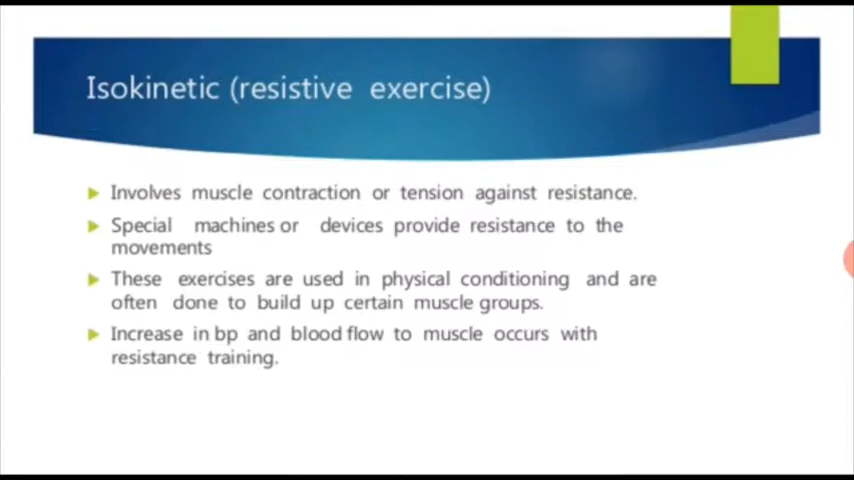 Isokinetic (resistive exercise)
Involves muscle contraction or tension against resistance.
Special machines or devices provide resistance to the
movements
These exercises are used in physical conditioning and are
often done to build up certain muscle groups.
Increase in bp and blood flow to muscle occurs with
resistance training.